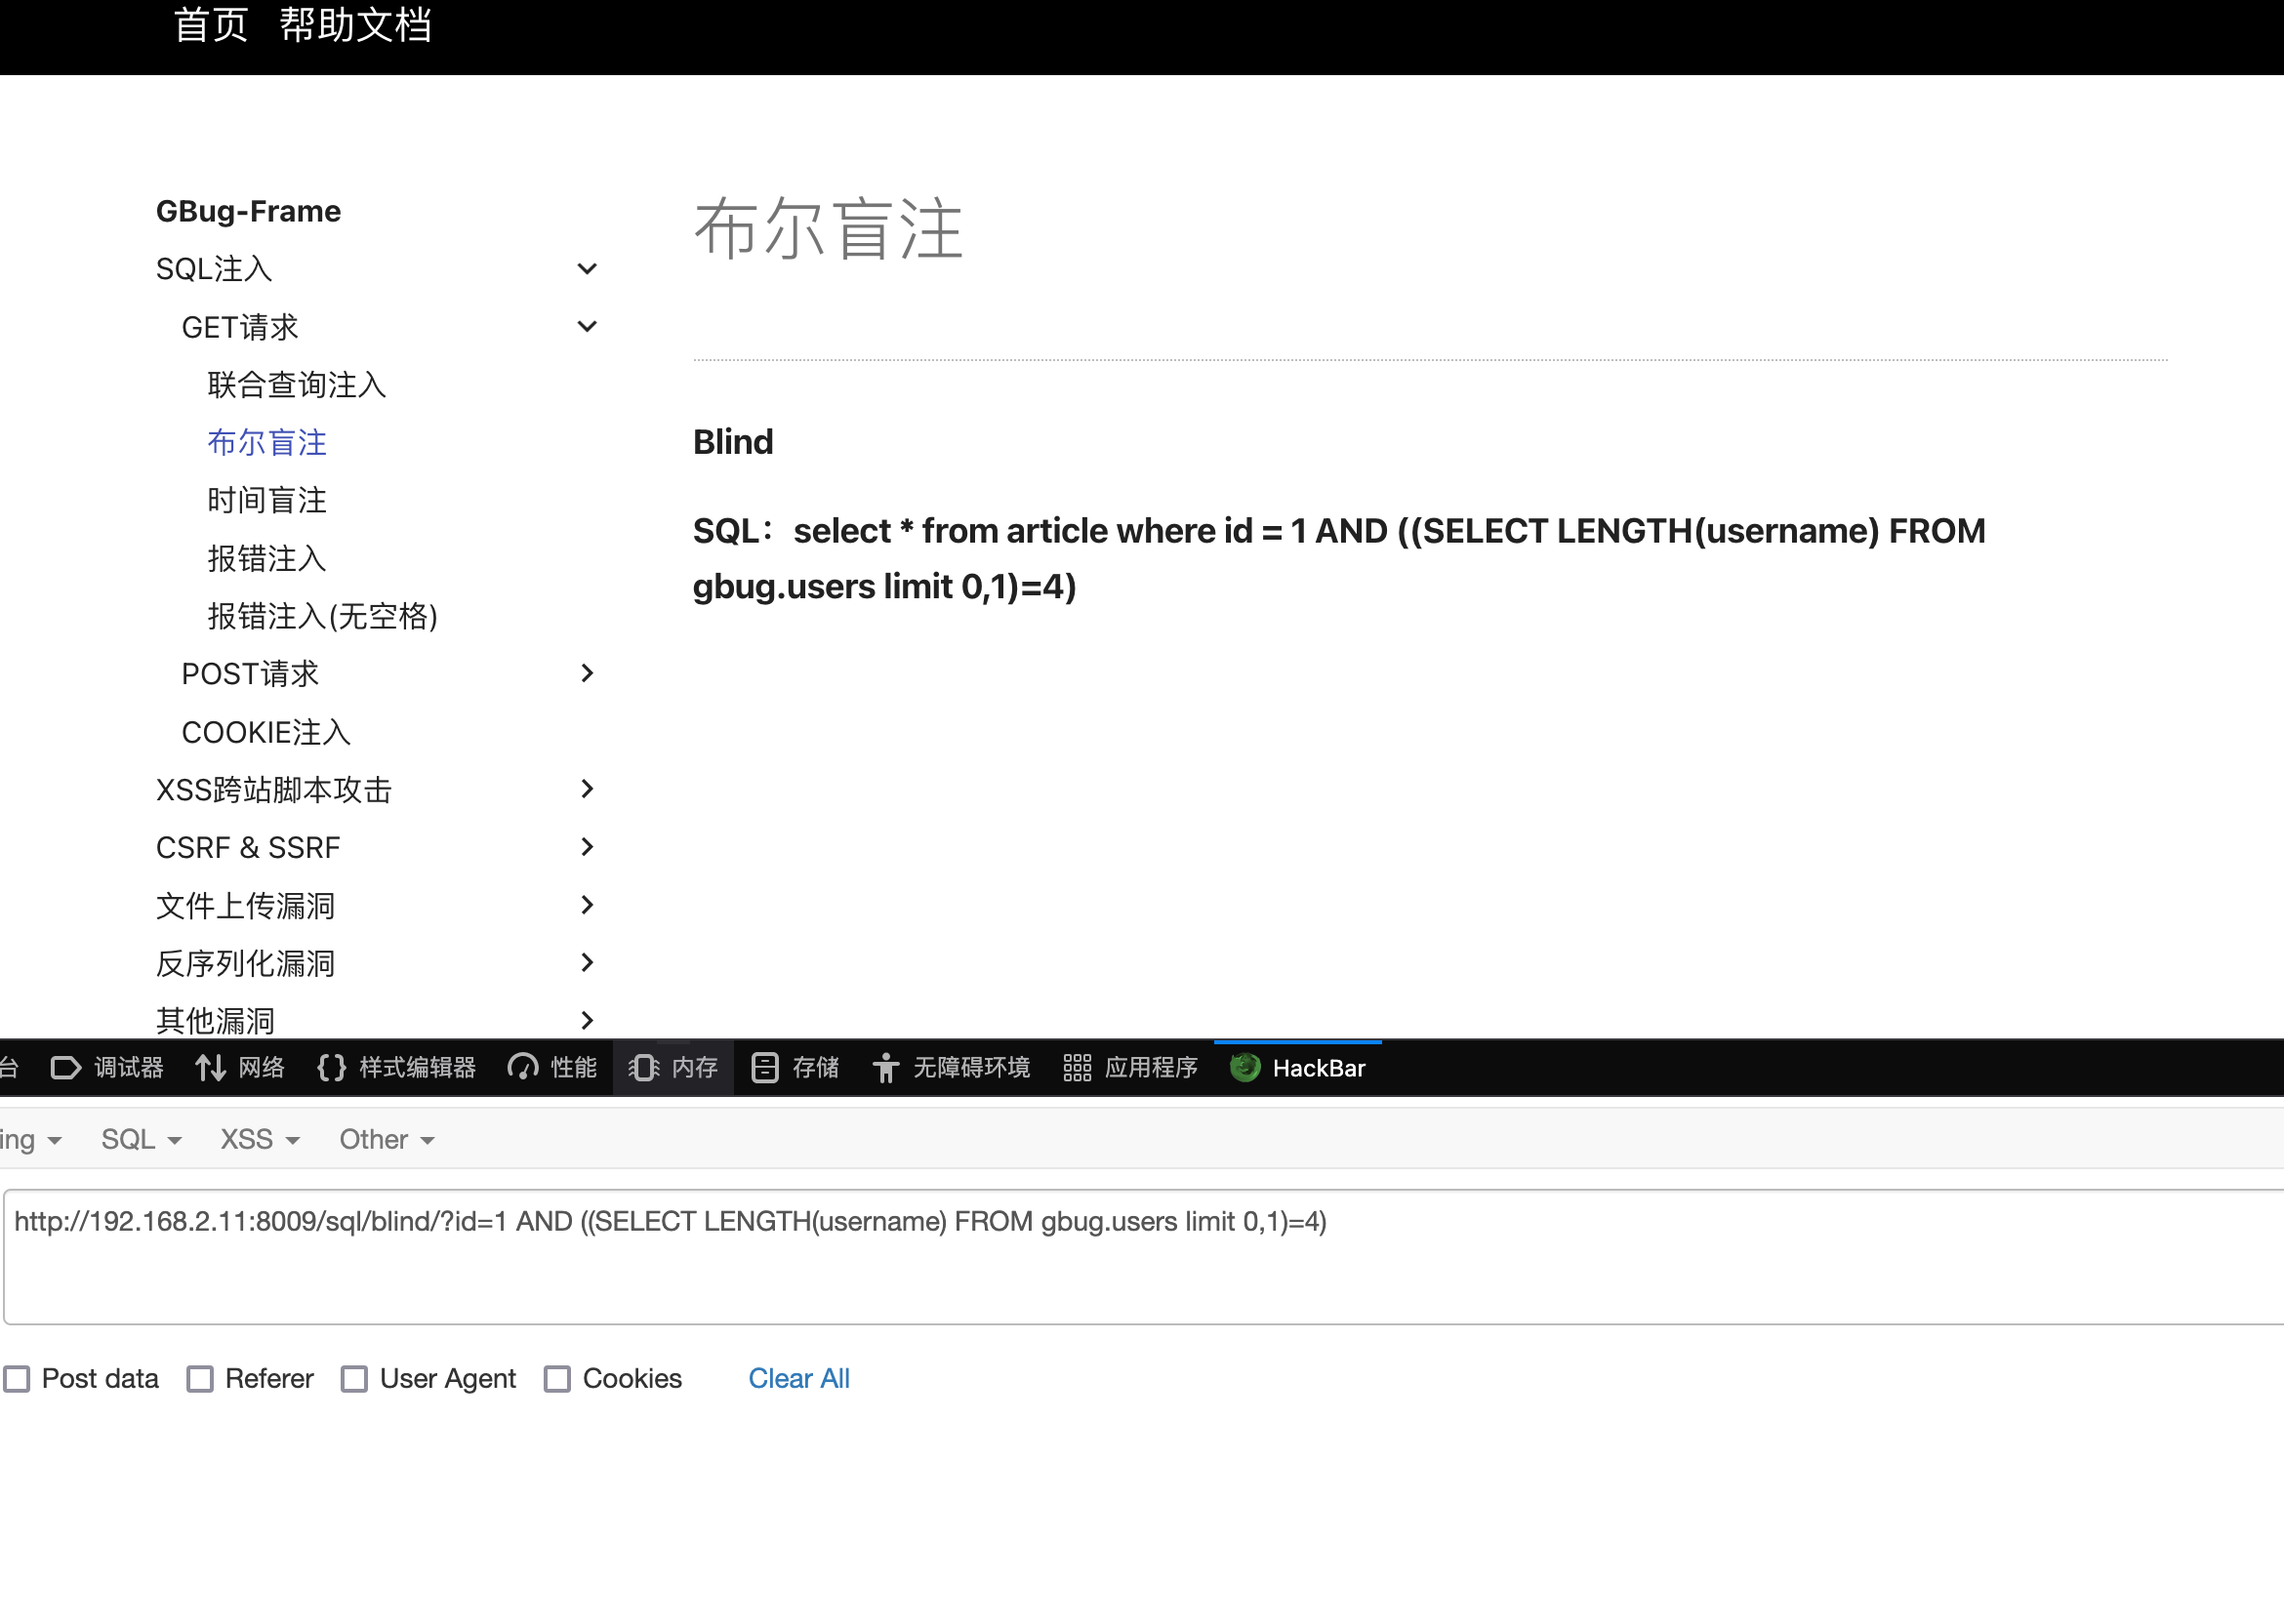 首页 帮助文档
GBug-Frame
SQL注入
GET请求
联合查询注入
布尔盲注
时间盲注
报错注入
报错注入(无空格)
POST请求
COOKIE注入
XSS跨站脚本攻击
CSRF & SSRF
文件上传漏洞
反序列化漏洞
其他漏洞
布尔盲注
Blind
SQL：select * from article where id = 1 AND ((SELECT LENGTH(username) FROM
gbug.users limit 0,1)=4)
台 调试器 网络 样式编辑器 性能 内存 存储 无障碍环境 应用程序 HackBar
ing SQL XSS Other
http://192.168.2.11:8009/sql/blind/?id=1 AND ((SELECT LENGTH(username) FROM gbug.users limit 0,1)=4)
Post data Referer User Agent Cookies Clear All